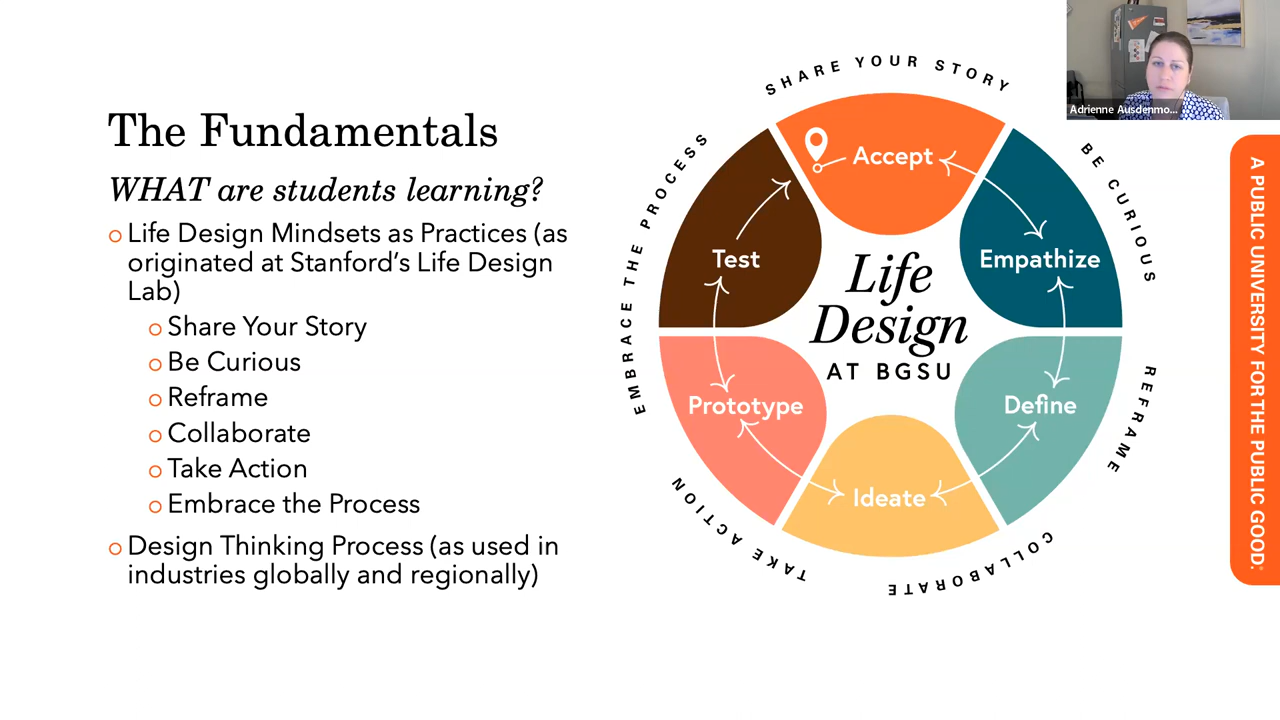 The Fundamentals
WHAT are students learning?
Life Design Mindsets as Practices (as
originated at Stanford's Life Design
Lab)
Share Your Story
Be Curious
Reframe
Collaborate
Take Action
Embrace the Process
Design Thinking Process (as used in
industries globally and regionally)
SHARE YOUR STORY
BE CURIOUS
REFRAME
COLLABORATE
TAKE ACTION
EMBRACE THE PROCESS
Accept
Empathize
Define
Ideate
Prototype
Test
Life
Design
AT BGSU
Adrienne Ausdenmo...
A PUBLIC UNIVERSITY FOR THE PUBLIC GOOD.